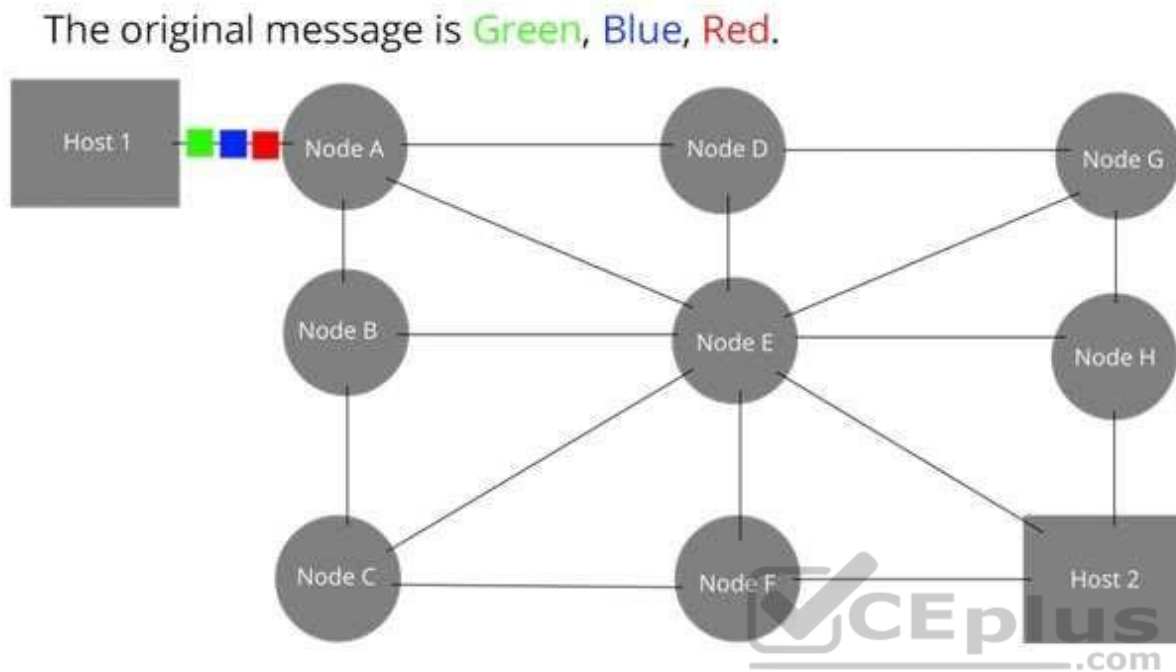 The original message is Green, Blue, Red.
Host 1
Node A
Node D
Node G
Node B
Node E
Node H
Node C
Node F
Host 2
VCEplus
.com